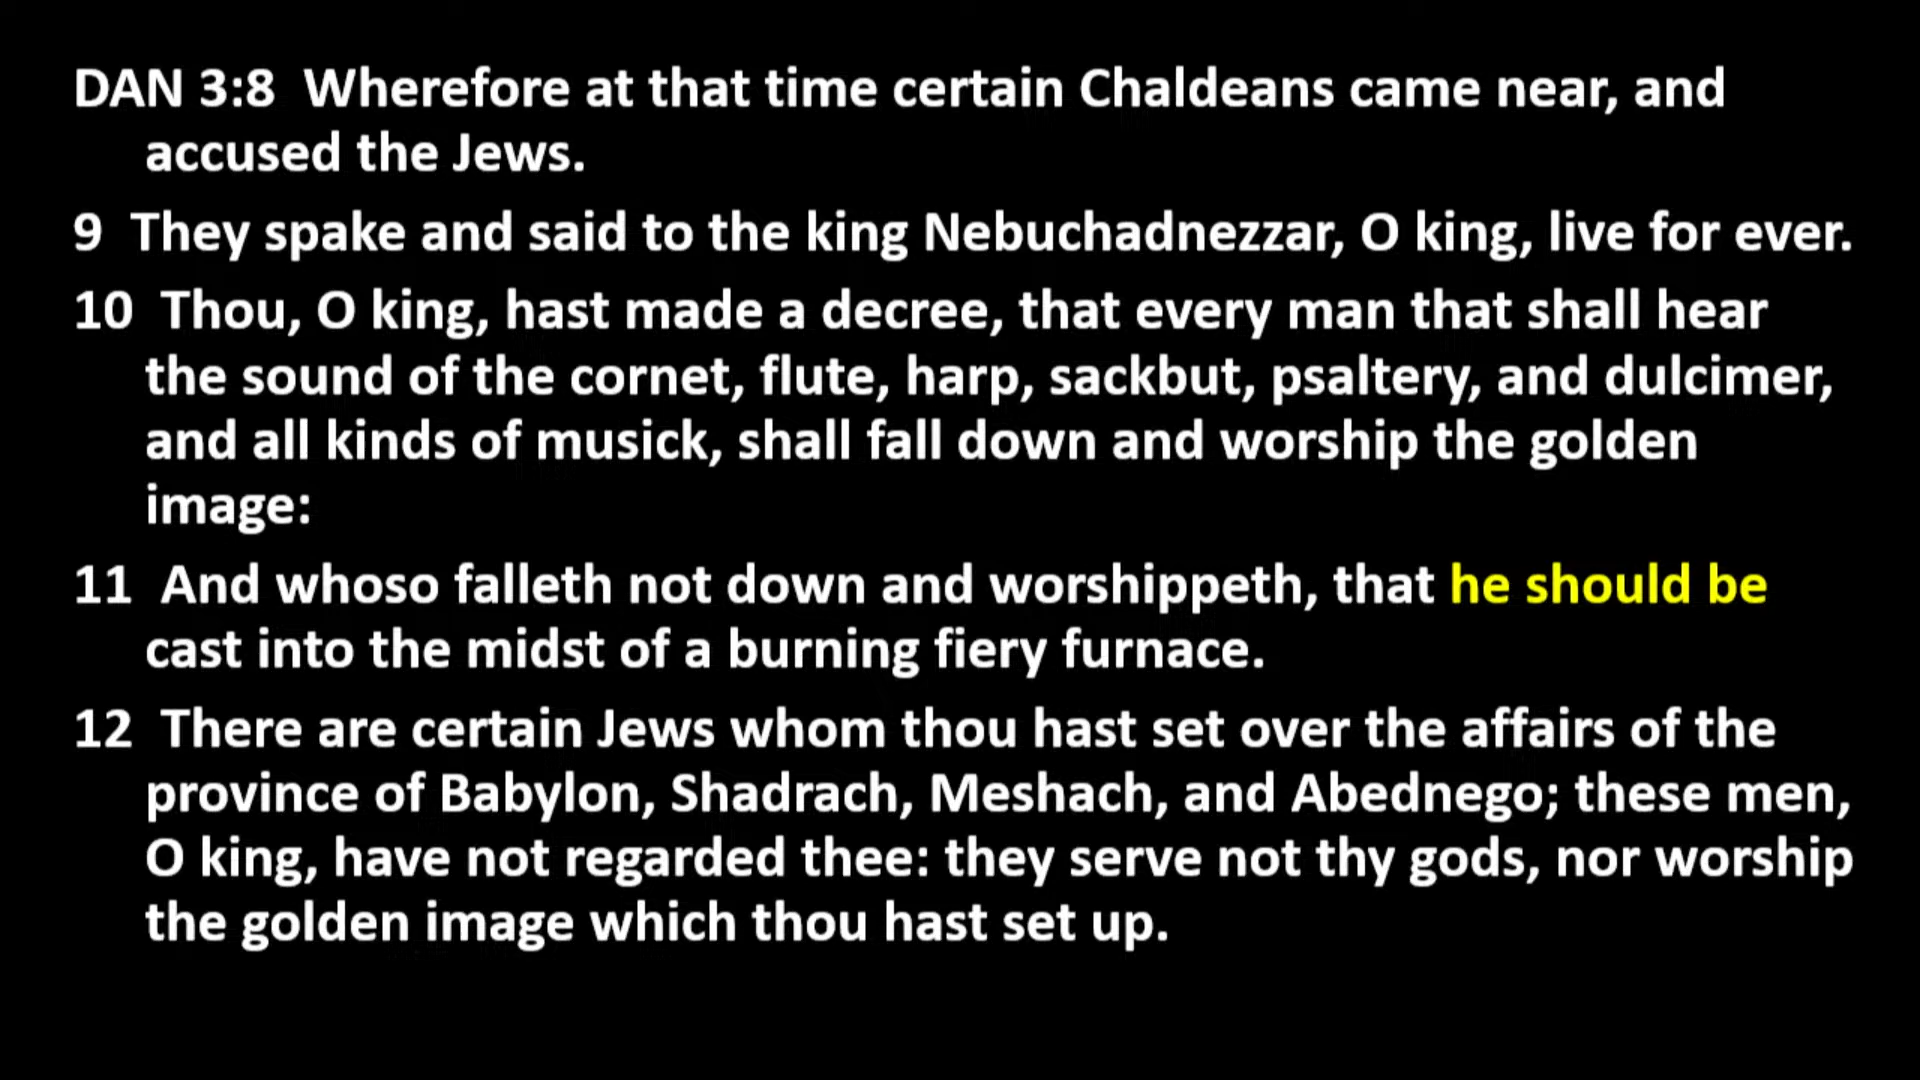 DAN 3:8  Wherefore at that time certain Chaldeans came near, and
accused the Jews.
9  They spake and said to the king Nebuchadnezzar, O king, live for ever.
10  Thou, O king, hast made a decree, that every man that shall hear
the sound of the cornet, flute, harp, sackbut, psaltery, and dulcimer,
and all kinds of musick, shall fall down and worship the golden
image:
11  And whoso falleth not down and worshippeth, that he should be
cast into the midst of a burning fiery furnace.
12  There are certain Jews whom thou hast set over the affairs of the
province of Babylon, Shadrach, Meshach, and Abednego; these men,
O king, have not regarded thee: they serve not thy gods, nor worship
the golden image which thou hast set up.